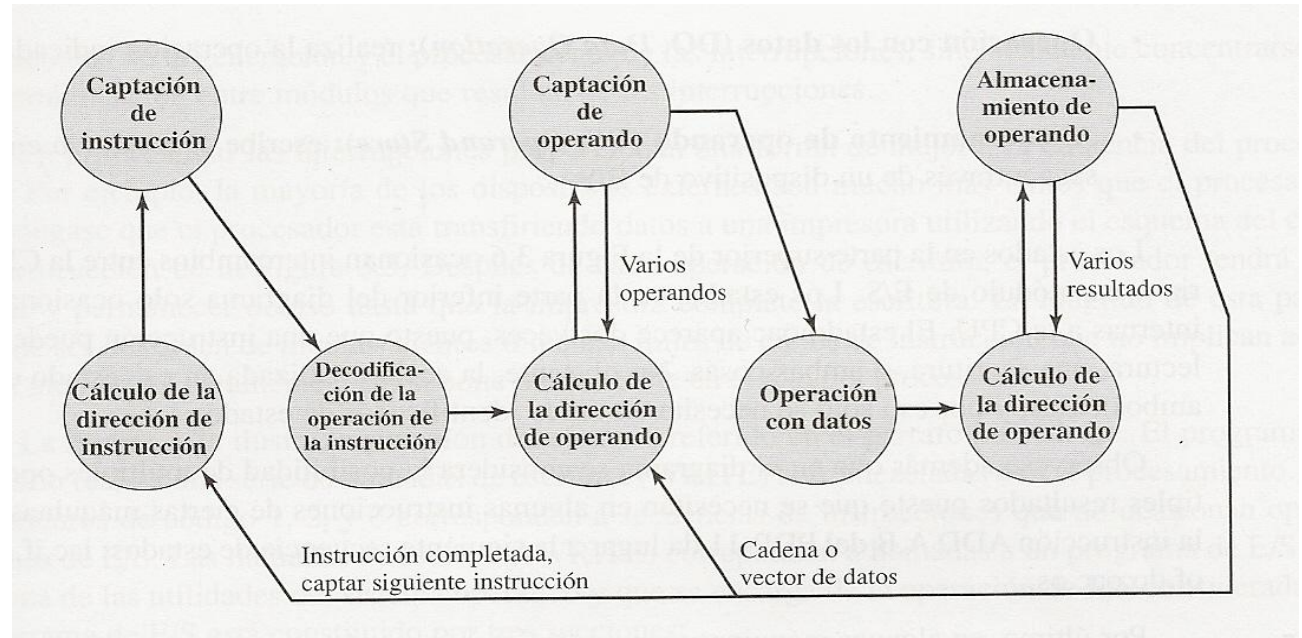 Captación
de
instrucción
Captación
de
operando
Almacena-
miento de
operando
Varios
operandos
Varios
resultados
Cálculo de la
dirección de
instrucción
Decodifica-
ción de la
operación de
la instrucción
Cálculo de
la dirección
de operando
Operación
con datos
Cálculo de
la dirección
de operando
Instrucción completada,
captar siguiente instrucción
Cadena o
vector de datos